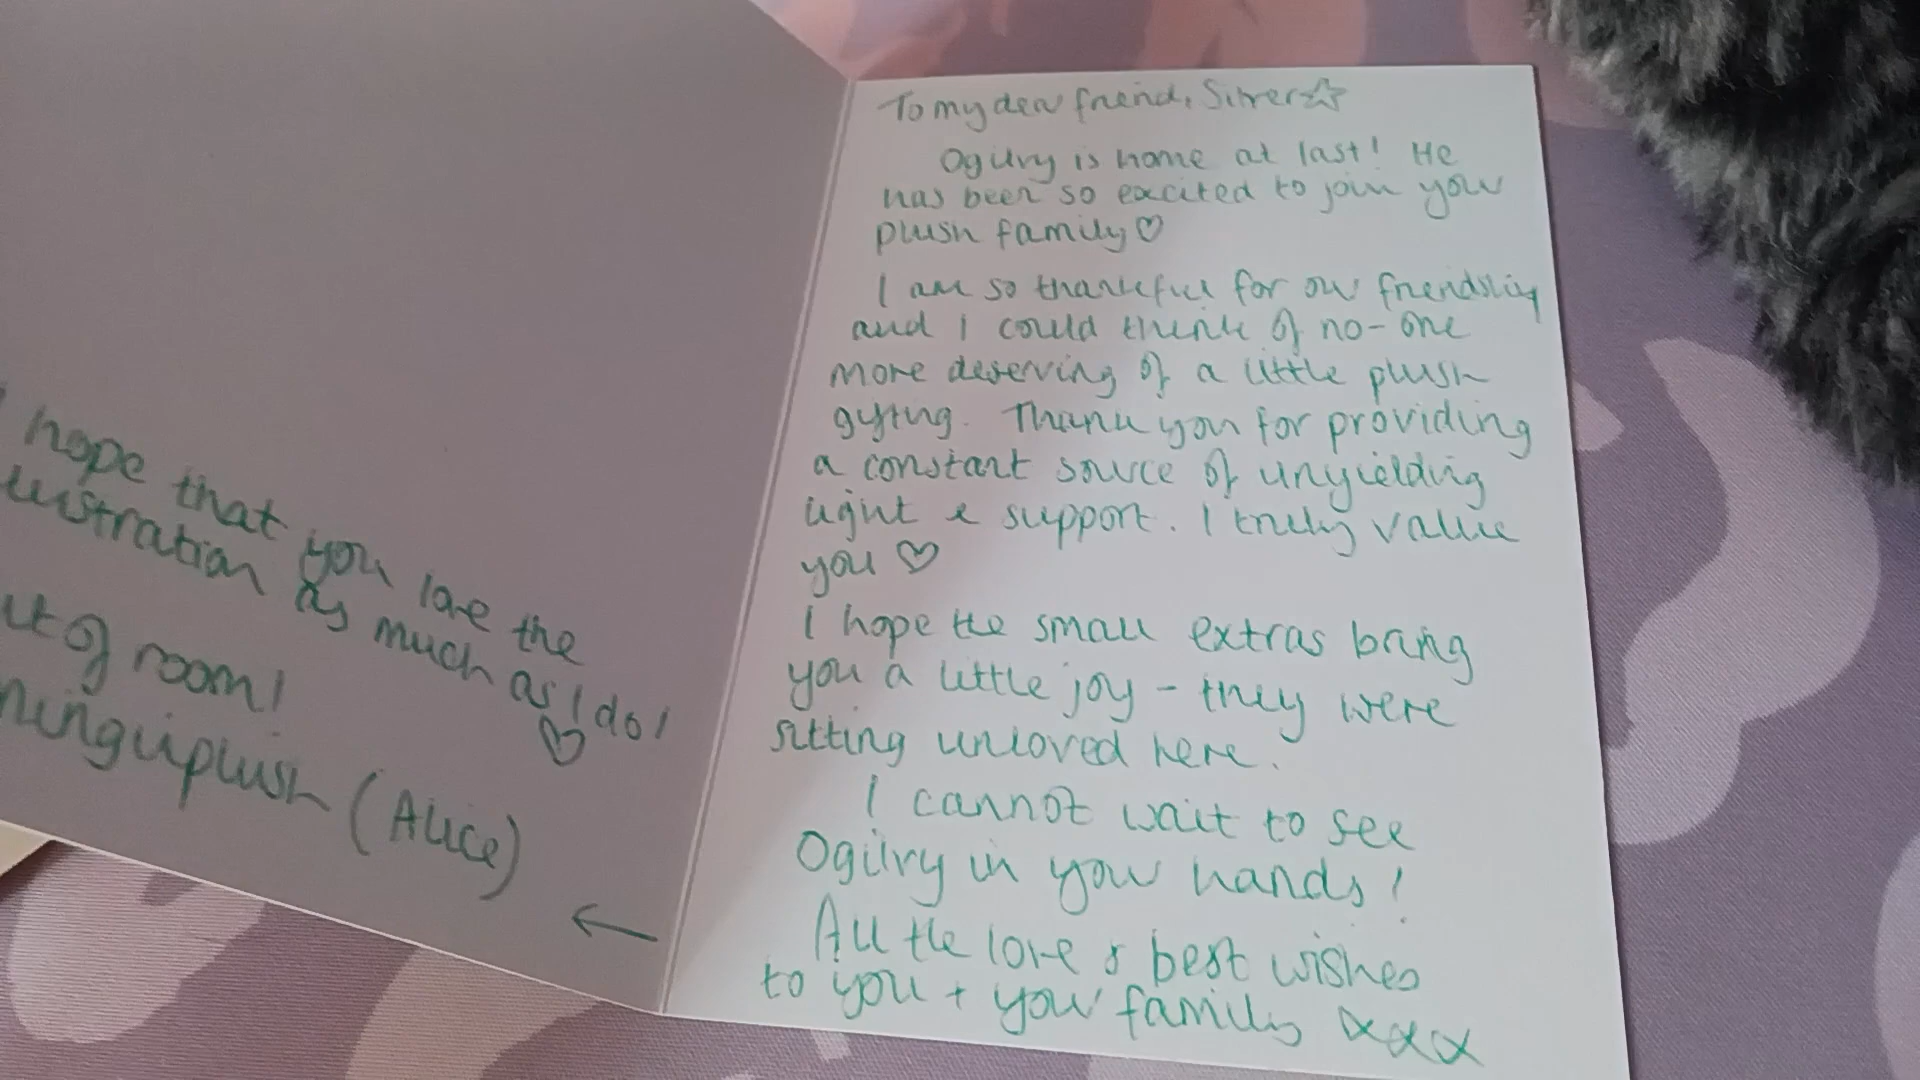 To my dear friend, Silver☆
Ogilvy is home at last! He
has been so excited to join your
plush family♡
I am so thankful for our friendship
and I could think of no-one
more deserving of a little plush
gifting. Thank you for providing
a constant source of unyielding
light & support. I truly value
you ♡
I hope the small extras bring
you a little joy - they were
sitting unloved here.
I cannot wait to see
Ogilvy in your hands!
All the love & best wishes
to you + your family xxx
I hope that you love the
lustration as much as I do!
♡
of room!
ninguiplush (Alice)
←